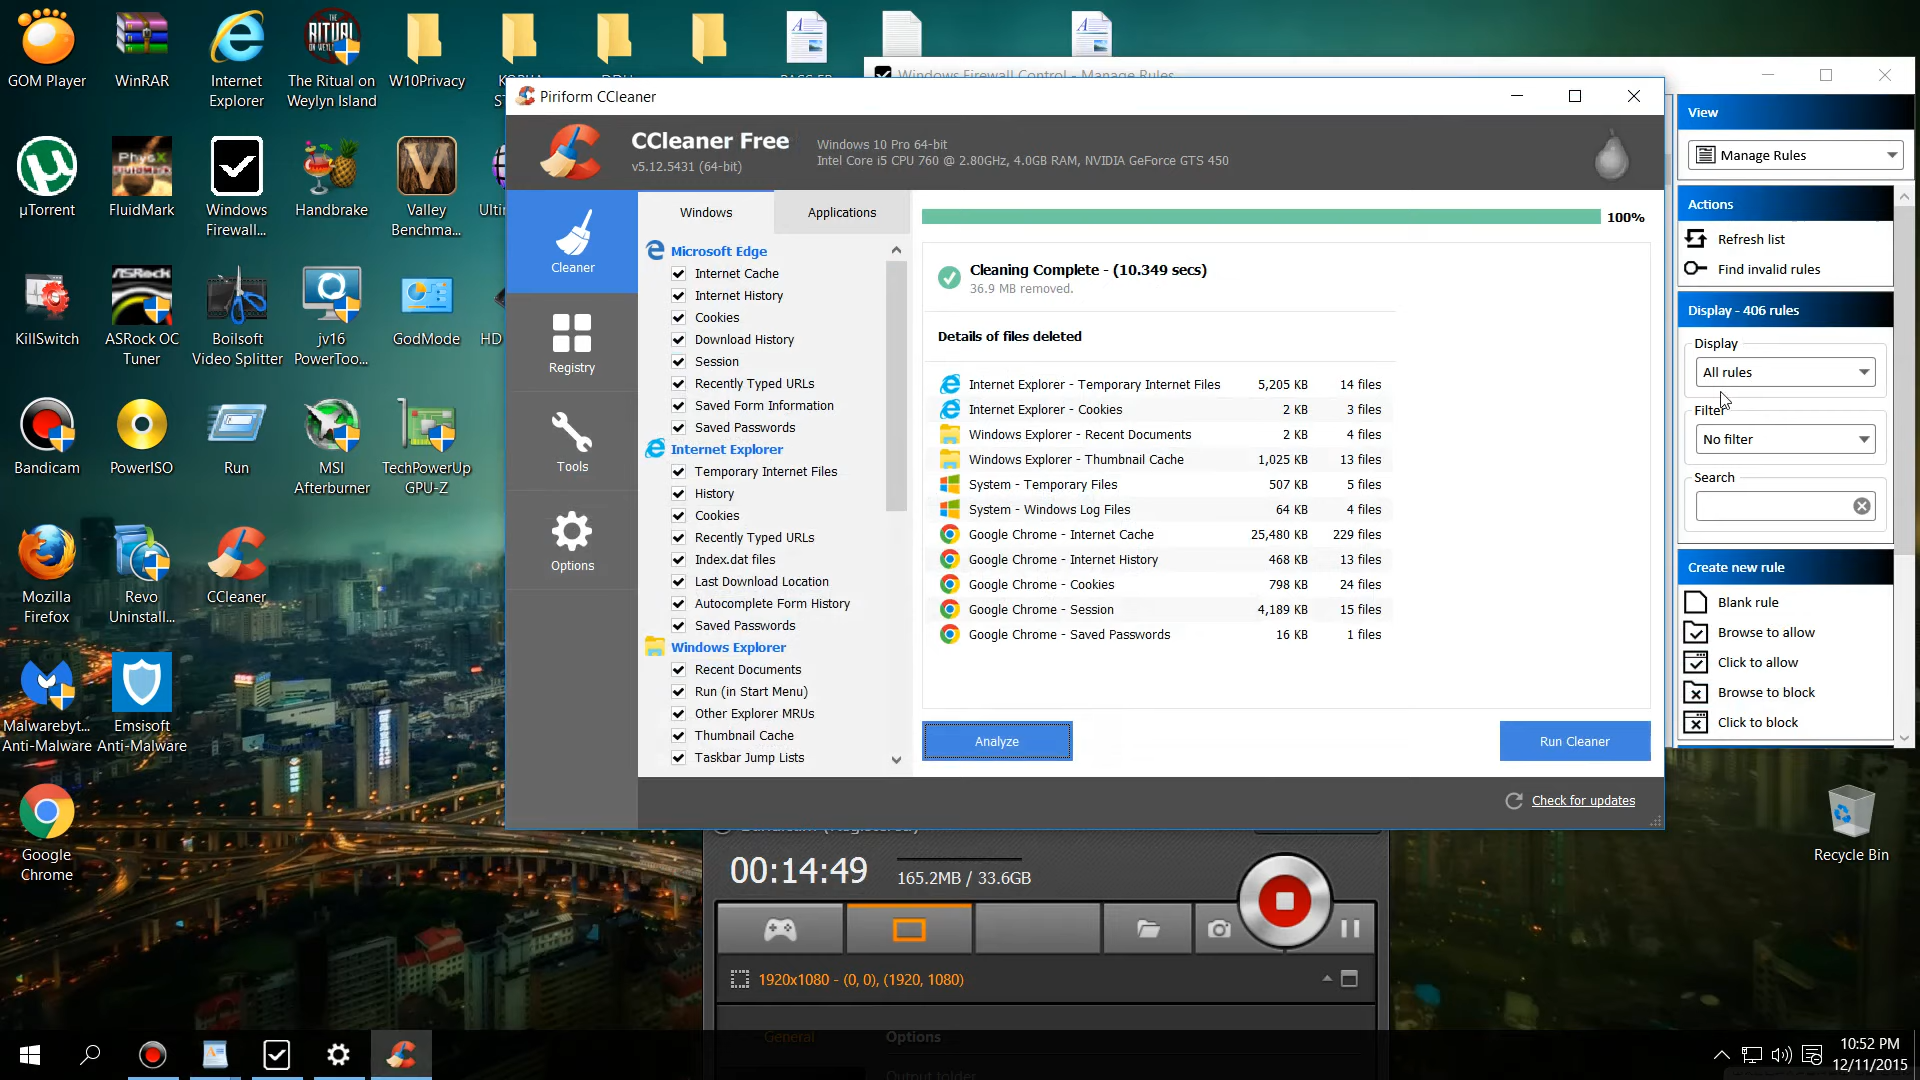 GOM Player
WinRAR
Internet
Explorer
The Ritual on
Weylyn Island
W10Privacy
µTorrent
FluidMark
Windows
Firewall...
Handbrake
Valley
Benchma...
KillSwitch
ASRock OC
Tuner
Boilsoft
Video Splitter
jv16
PowerToo...
GodMode
HD
Bandicam
PowerISO
Run
MSI
Afterburner
TechPowerUp
GPU-Z
Mozilla
Firefox
Revo
Uninstall...
CCleaner
Malwarebyt...
Anti-Malware
Emsisoft
Anti-Malware
Google
Chrome
Recycle Bin
Windows Firewall Control - Manage Rules
Piriform CCleaner
CCleaner Free
v5.12.5431 (64-bit)
Windows 10 Pro 64-bit
Intel Core i5 CPU 760 @ 2.80GHz, 4.0GB RAM, NVIDIA GeForce GTS 450
Cleaner
Registry
Tools
Options
Windows
Applications
Microsoft Edge
Internet Cache
Internet History
Cookies
Download History
Session
Recently Typed URLs
Saved Form Information
Saved Passwords
Internet Explorer
Temporary Internet Files
History
Cookies
Recently Typed URLs
Index.dat files
Last Download Location
Autocomplete Form History
Saved Passwords
Windows Explorer
Recent Documents
Run (in Start Menu)
Other Explorer MRUs
Thumbnail Cache
Taskbar Jump Lists
100%
Cleaning Complete - (10.349 secs)
36.9 MB removed.
Details of files deleted
Internet Explorer - Temporary Internet Files 5,205 KB 14 files
Internet Explorer - Cookies 2 KB 3 files
Windows Explorer - Recent Documents 2 KB 4 files
Windows Explorer - Thumbnail Cache 1,025 KB 13 files
System - Temporary Files 507 KB 5 files
System - Windows Log Files 64 KB 4 files
Google Chrome - Internet Cache 25,480 KB 229 files
Google Chrome - Internet History 468 KB 13 files
Google Chrome - Cookies 798 KB 24 files
Google Chrome - Session 4,189 KB 15 files
Google Chrome - Saved Passwords 16 KB 1 files
Analyze
Run Cleaner
Check for updates
View
Manage Rules
Actions
Refresh list
Find invalid rules
Display - 406 rules
Display
All rules
Filter
No filter
Search
Create new rule
Blank rule
Browse to allow
Click to allow
Browse to block
Click to block
00:14:49
165.2MB / 33.6GB
1920x1080 - (0, 0), (1920, 1080)
General
Options
10:52 PM
12/11/2015